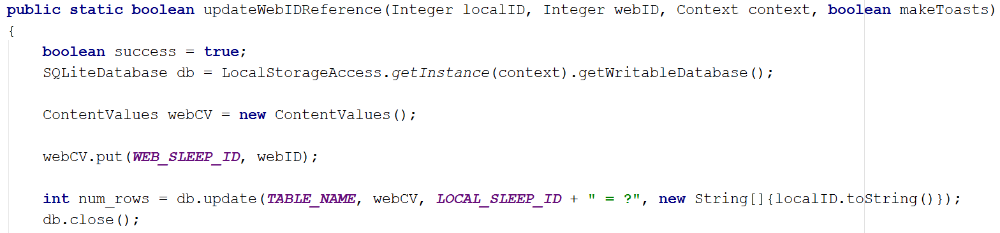 public static boolean updateWebIDReference(Integer localID, Integer webID, Context context, boolean makeToasts)
{
    boolean success = true;
    SQLiteDatabase db = LocalStorageAccess.getInstance(context).getWritableDatabase();
    ContentValues webCV = new ContentValues();
    webCV.put(WEB_SLEEP_ID, webID);
    int num_rows = db.update(TABLE_NAME, webCV, LOCAL_SLEEP_ID + " = ?", new String[]{localID.toString()});
    db.close();